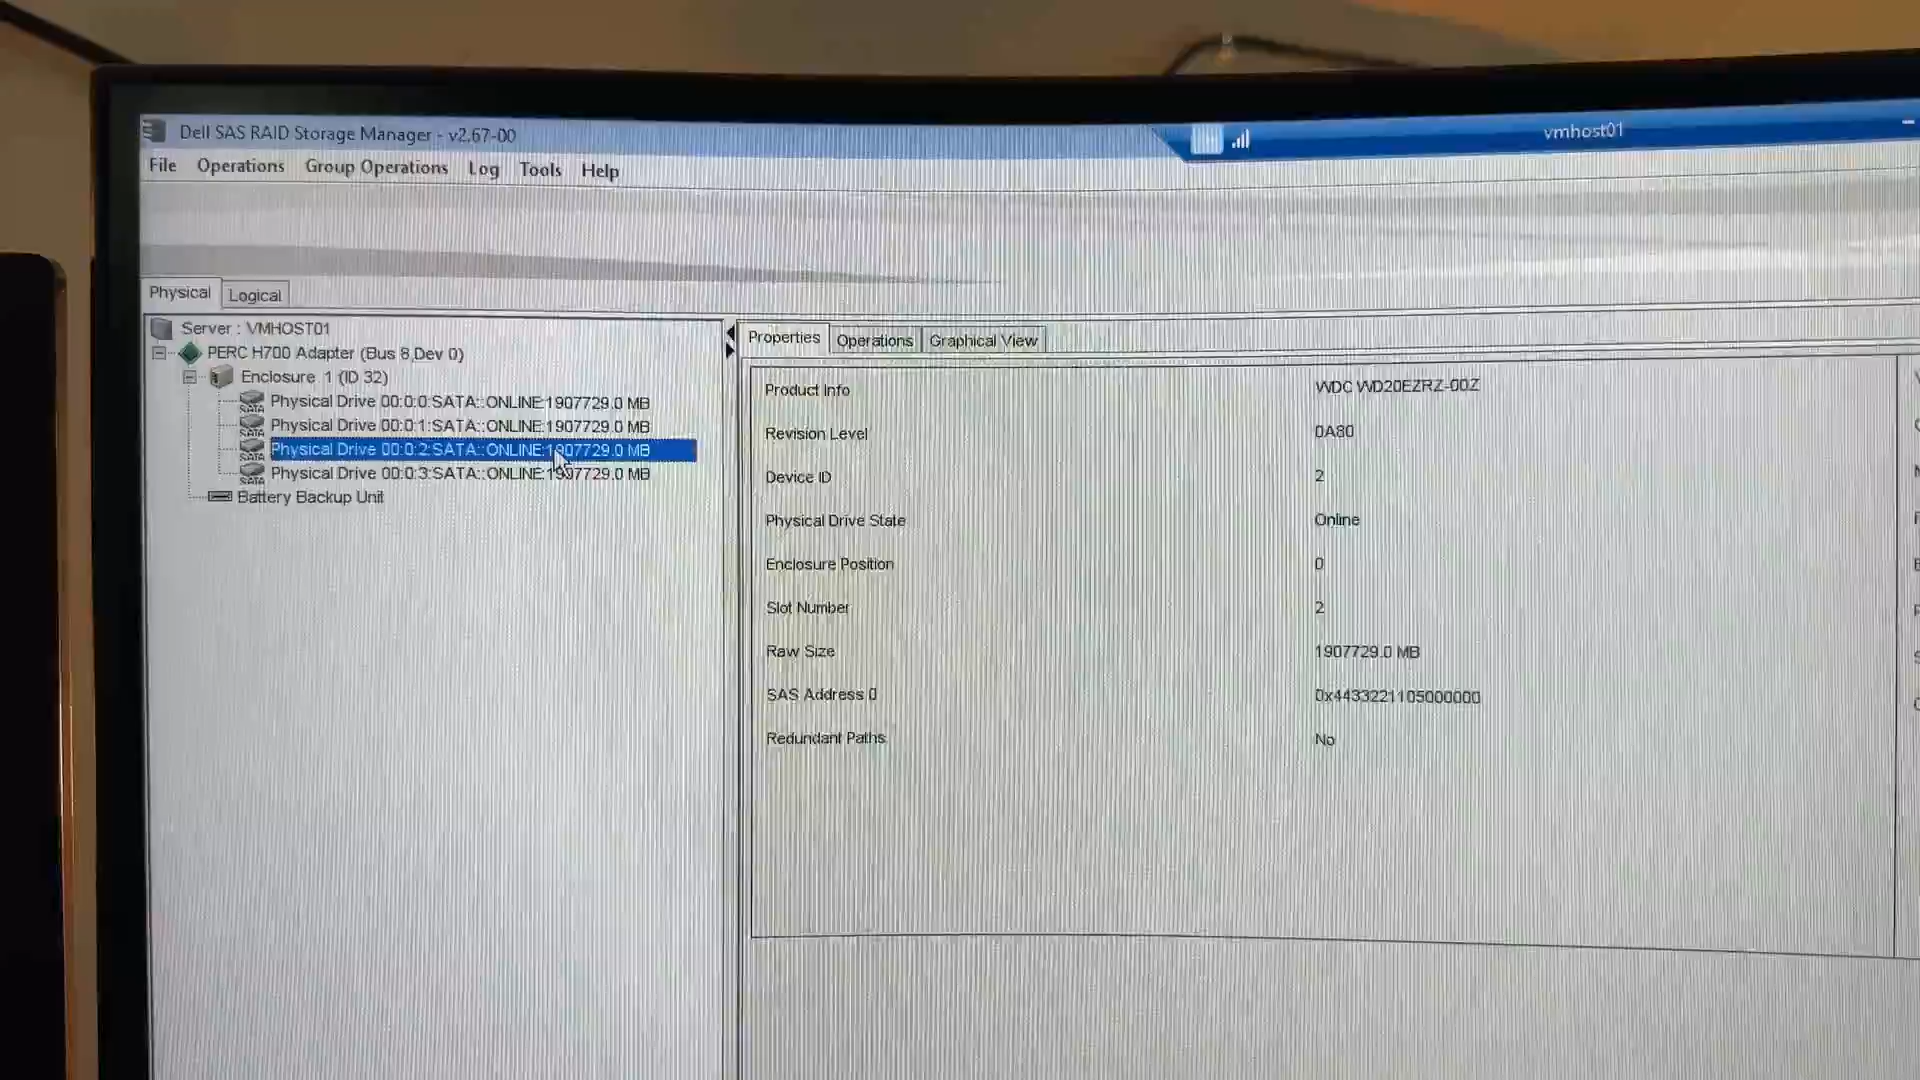 Dell SAS RAID Storage Manager - v2.67-00
vmhost01
File Operations Group Operations Log Tools Help
Physical Logical
Server : VMHOST01
PERC H700 Adapter (Bus 8,Dev 0)
Enclosure 1 (ID 32)
SATA Physical Drive 00:0:0:SATA::ONLINE:1907729.0 MB
SATA Physical Drive 00:0:1:SATA::ONLINE:1907729.0 MB
SATA Physical Drive 00:0:2:SATA::ONLINE:1907729.0 MB
SATA Physical Drive 00:0:3:SATA::ONLINE:1907729.0 MB
Battery Backup Unit
Properties Operations Graphical View
Product Info WDC WD20EZRZ-00Z
Revision Level 0A80
Device ID 2
Physical Drive State Online
Enclosure Position 0
Slot Number 2
Raw Size 1907729.0 MB
SAS Address 0 0x4433221105000000
Redundant Paths No